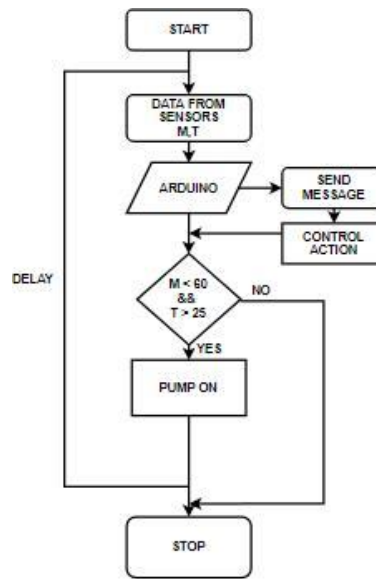 START
DATA FROM
SENSORS
M,T
ARDUINO
SEND
MESSAGE
CONTROL
ACTION
DELAY
M < 60
&&
T > 25
NO
YES
PUMP ON
STOP